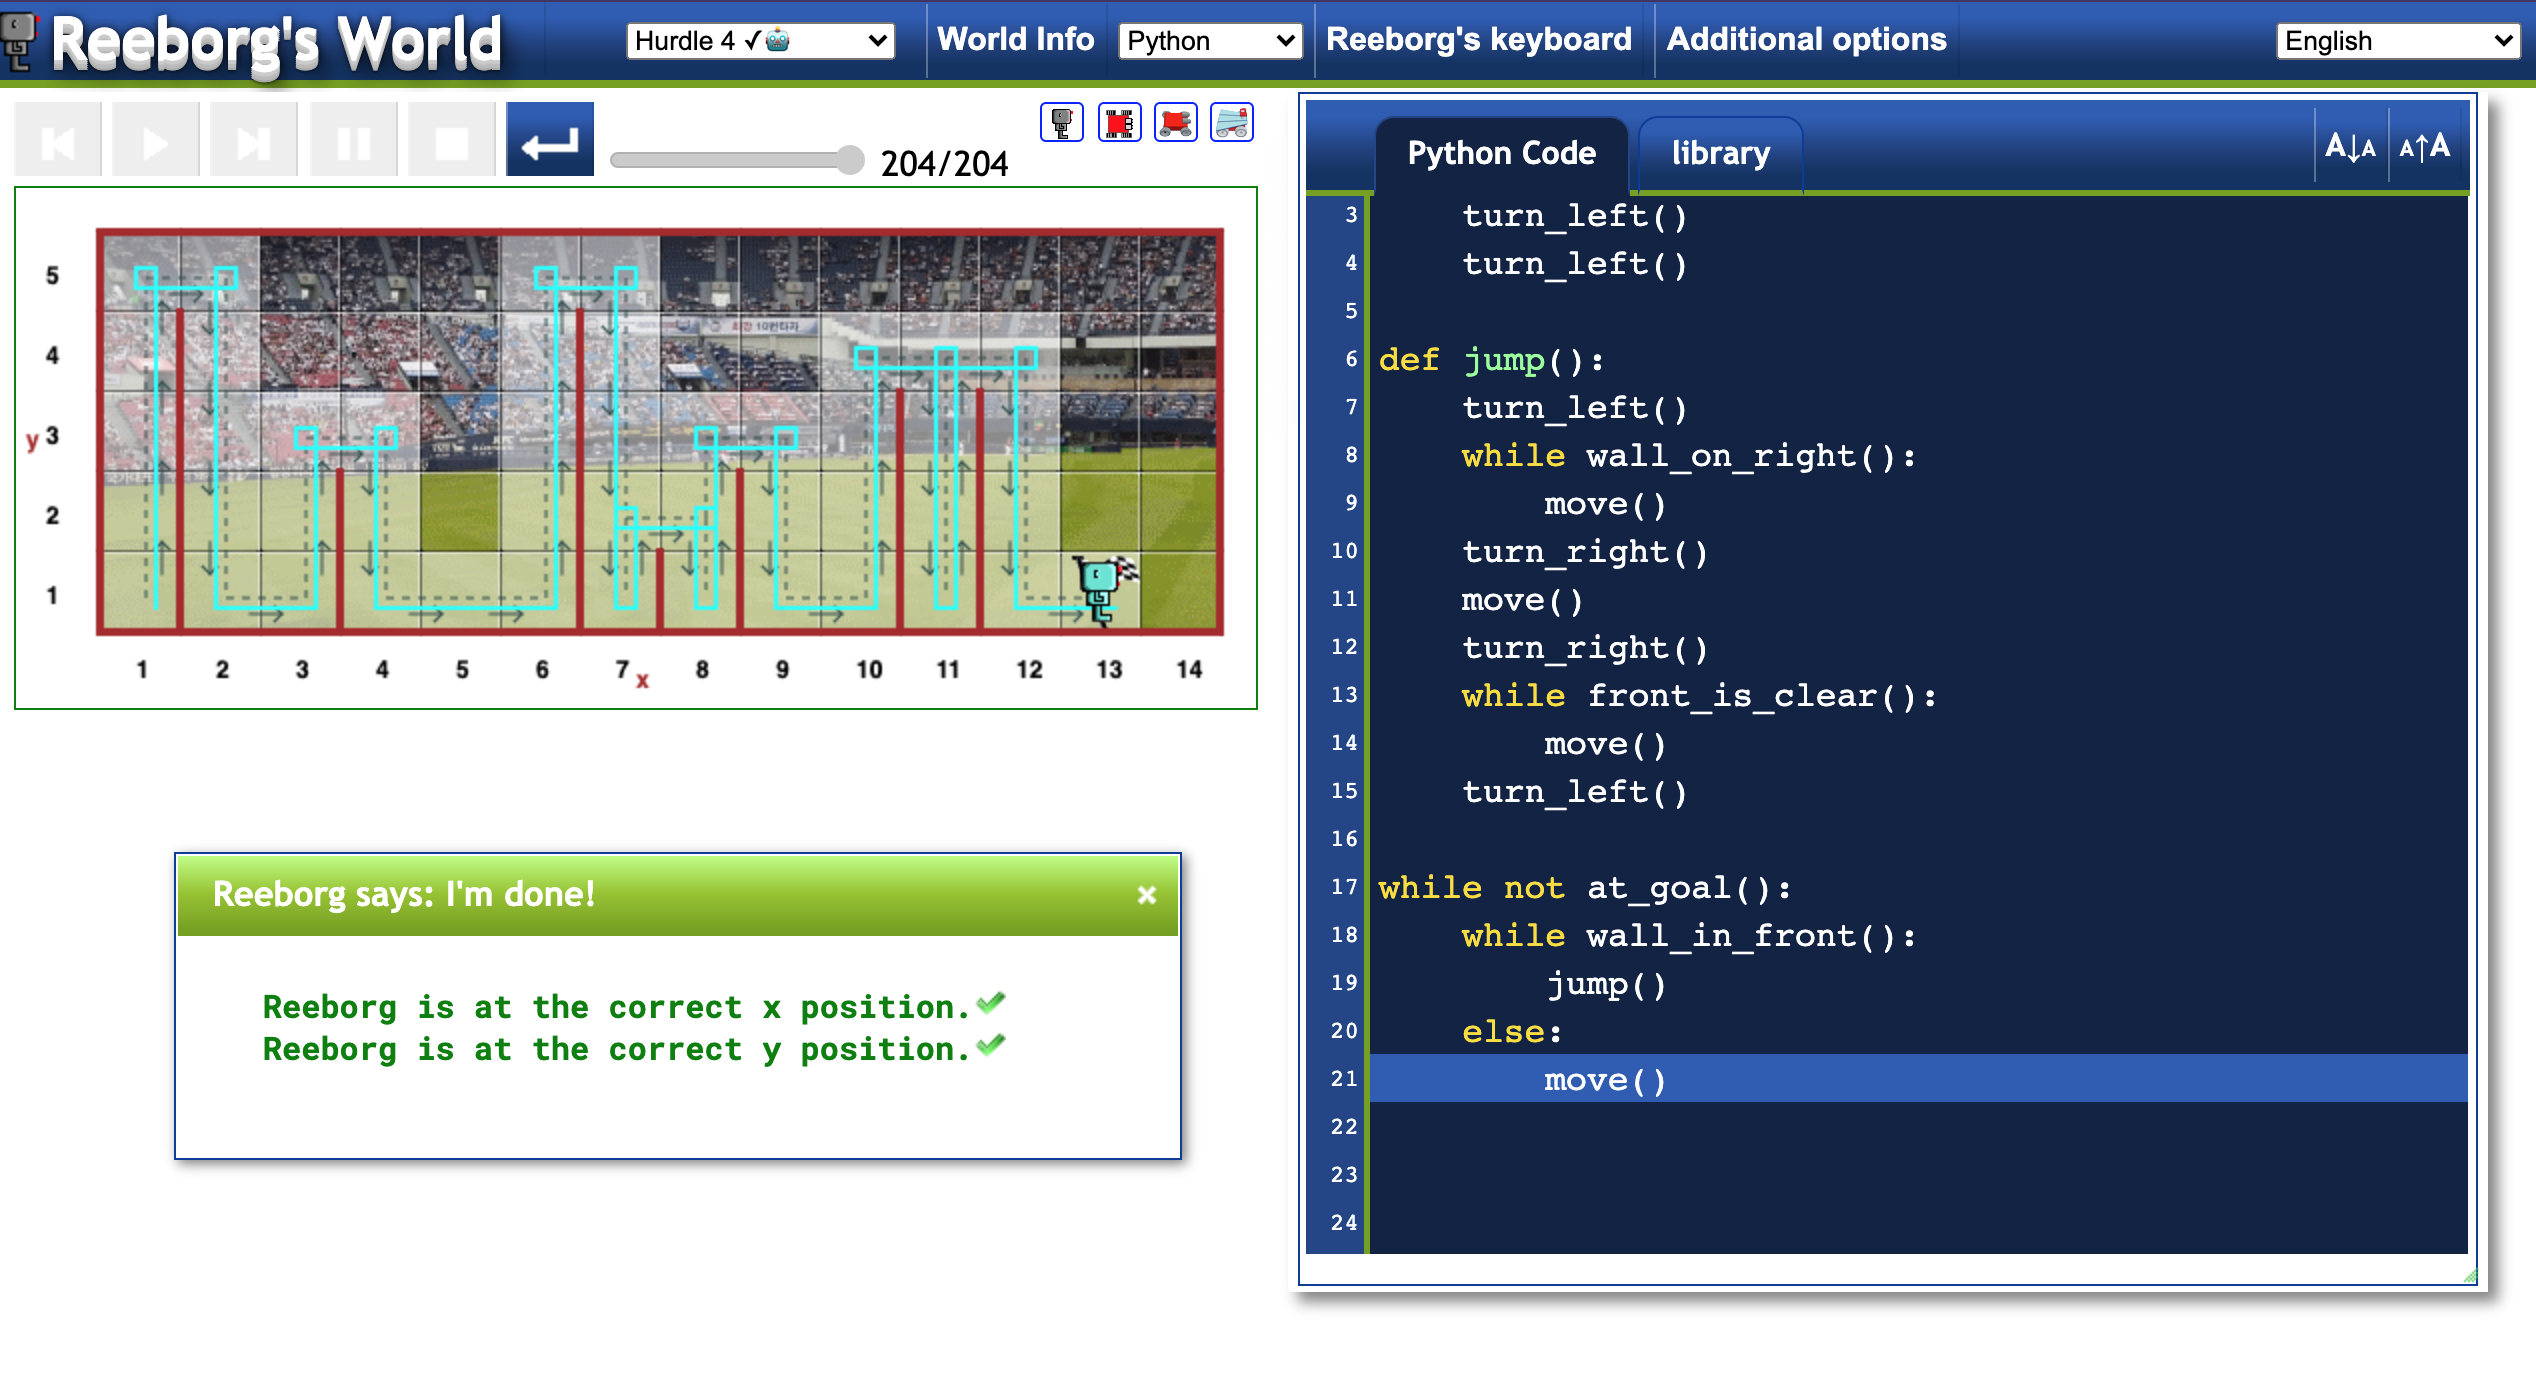 Reeborg's World
Hurdle 4 ✓🤖
World Info
Python
Reeborg's keyboard
Additional options
English
204/204
5
4
y 3
2
1
1 2 3 4 5 6 7 x 8 9 10 11 12 13 14
Reeborg says: I'm done!
×
Reeborg is at the correct x position.✔
Reeborg is at the correct y position.✔
Python Code
library
A↓A
A↑A
3 turn_left()
4 turn_left()
5
6 def jump():
7 turn_left()
8 while wall_on_right():
9 move()
10 turn_right()
11 move()
12 turn_right()
13 while front_is_clear():
14 move()
15 turn_left()
16
17 while not at_goal():
18 while wall_in_front():
19 jump()
20 else:
21 move()
22
23
24